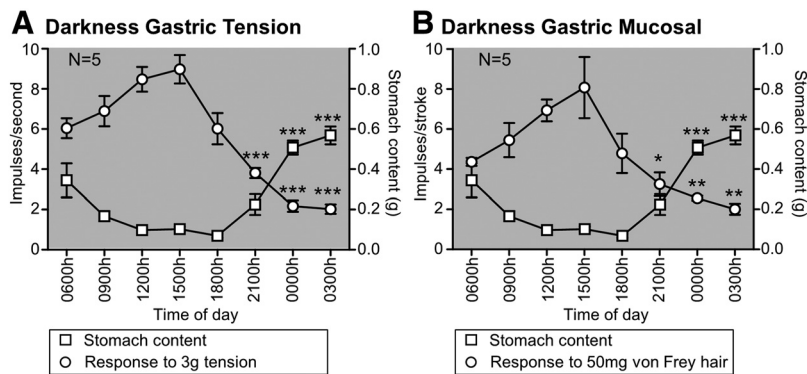 A Darkness Gastric Tension
N=5
Impulses/second
10
8
6
4
2
0
Stomach content (g)
1.0
0.8
0.6
0.4
0.2
0.0
***
***
***
***
***
0600h
0900h
1200h
1500h
1800h
2100h
0000h
0300h
Time of day
Stomach content
Response to 3g tension
B Darkness Gastric Mucosal
N=5
Impulses/stroke
10
8
6
4
2
0
Stomach content (g)
1.0
0.8
0.6
0.4
0.2
0.0
***
***
*
**
**
0600h
0900h
1200h
1500h
1800h
2100h
0000h
0300h
Time of day
Stomach content
Response to 50mg von Frey hair